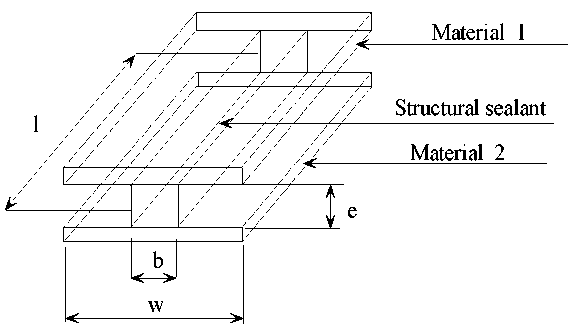 Material 1
Structural sealant
l
Material 2
e
b
w